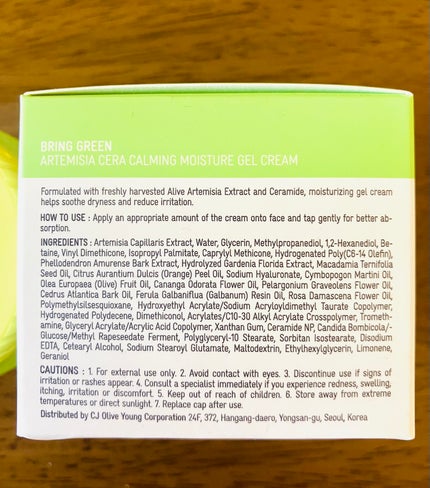 BRING GREEN
ARTEMISIA CERA CALMING MOISTURE GEL CREAM
Formulated with freshly harvested Alive Artemisia Extract and Ceramide, moisturizing gel cream
helps soothe dryness and reduce irritation.
HOW TO USE : Apply an appropriate amount of the cream onto face and tap gently for better ab-
sorption.
INGREDIENTS : Artemisia Capillaris Extract, Water, Glycerin, Methylpropanediol, 1,2-Hexanediol, Be-
taine, Vinyl Dimethicone, Isopropyl Palmitate, Caprylyl Methicone, Hydrogenated Poly(C6-14 Olefin),
Phellodendron Amurense Bark Extract, Hydrolyzed Gardenia Florida Extract, Macadamia Ternifolia
Seed Oil, Citrus Aurantium Dulcis (Orange) Peel Oil, Sodium Hyaluronate, Cymbopogon Martini Oil,
Olea Europaea (Olive) Fruit Oil, Cananga Odorata Flower Oil, Pelargonium Graveolens Flower Oil,
Cedrus Atlantica Bark Oil, Ferula Galbaniflua (Galbanum) Resin Oil, Rosa Damascena Flower Oil,
Polymethylsilsesquioxane, Hydroxyethyl Acrylate/Sodium Acryloyldimethyl Taurate Copolymer,
Hydrogenated Polydecene, Dimethiconol, Acrylates/C10-30 Alkyl Acrylate Crosspolymer, Trometh-
amine, Glyceryl Acrylate/Acrylic Acid Copolymer, Xanthan Gum, Ceramide NP, Candida Bombicola/-
Glucose/Methyl Rapeseedate Ferment, Polyglyceryl-10 Stearate, Sorbitan Isostearate, Disodium
EDTA, Cetearyl Alcohol, Sodium Stearoyl Glutamate, Maltodextrin, Ethylhexylglycerin, Limonene,
Geraniol
CAUTIONS : 1. For external use only. 2. Avoid contact with eyes. 3. Discontinue use if signs of
irritation or rashes appear. 4. Consult a specialist immediately if you experience redness, swelling,
itching, irritation or discomfort. 5. Keep out of reach of children. 6. Store away from extreme
temperatures or direct sunlight. 7. Replace cap after use.
Distributed by CJ Olive Young Corporation 24F, 372, Hangang-daero, Yongsan-gu, Seoul, Korea